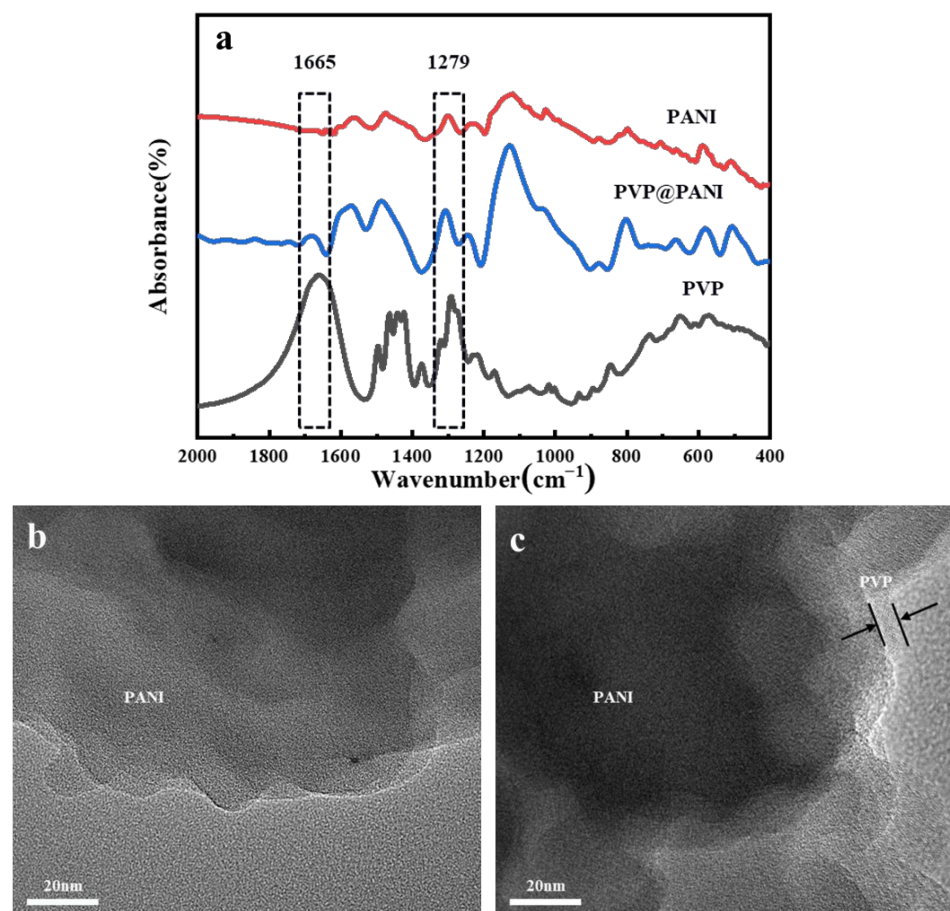 a
1665 1279
PANI
PVP@PANI
PVP
Absorbance(%)
2000 1800 1600 1400 1200 1000 800 600 400
Wavenumber(cm⁻¹)
b
PANI
20nm
c
PVP
PANI
20nm